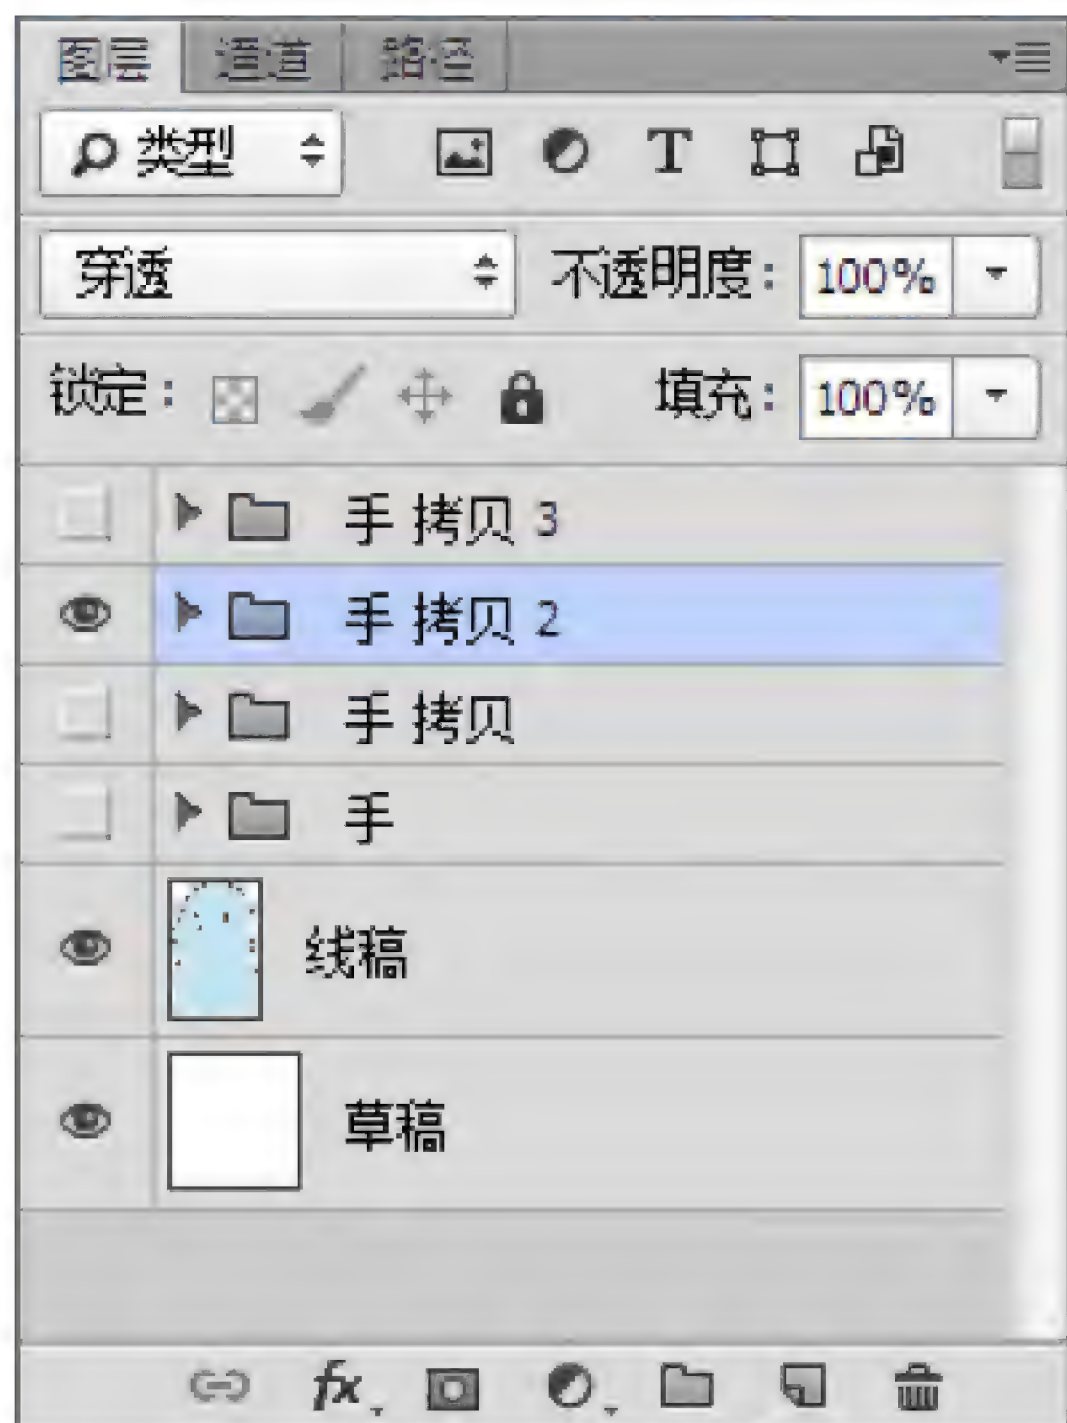 图层 通道 路径
类型
穿透 不透明度: 100%
锁定: 填充: 100%
手 拷贝 3
手 拷贝 2
手 拷贝
手
线稿
草稿
fx